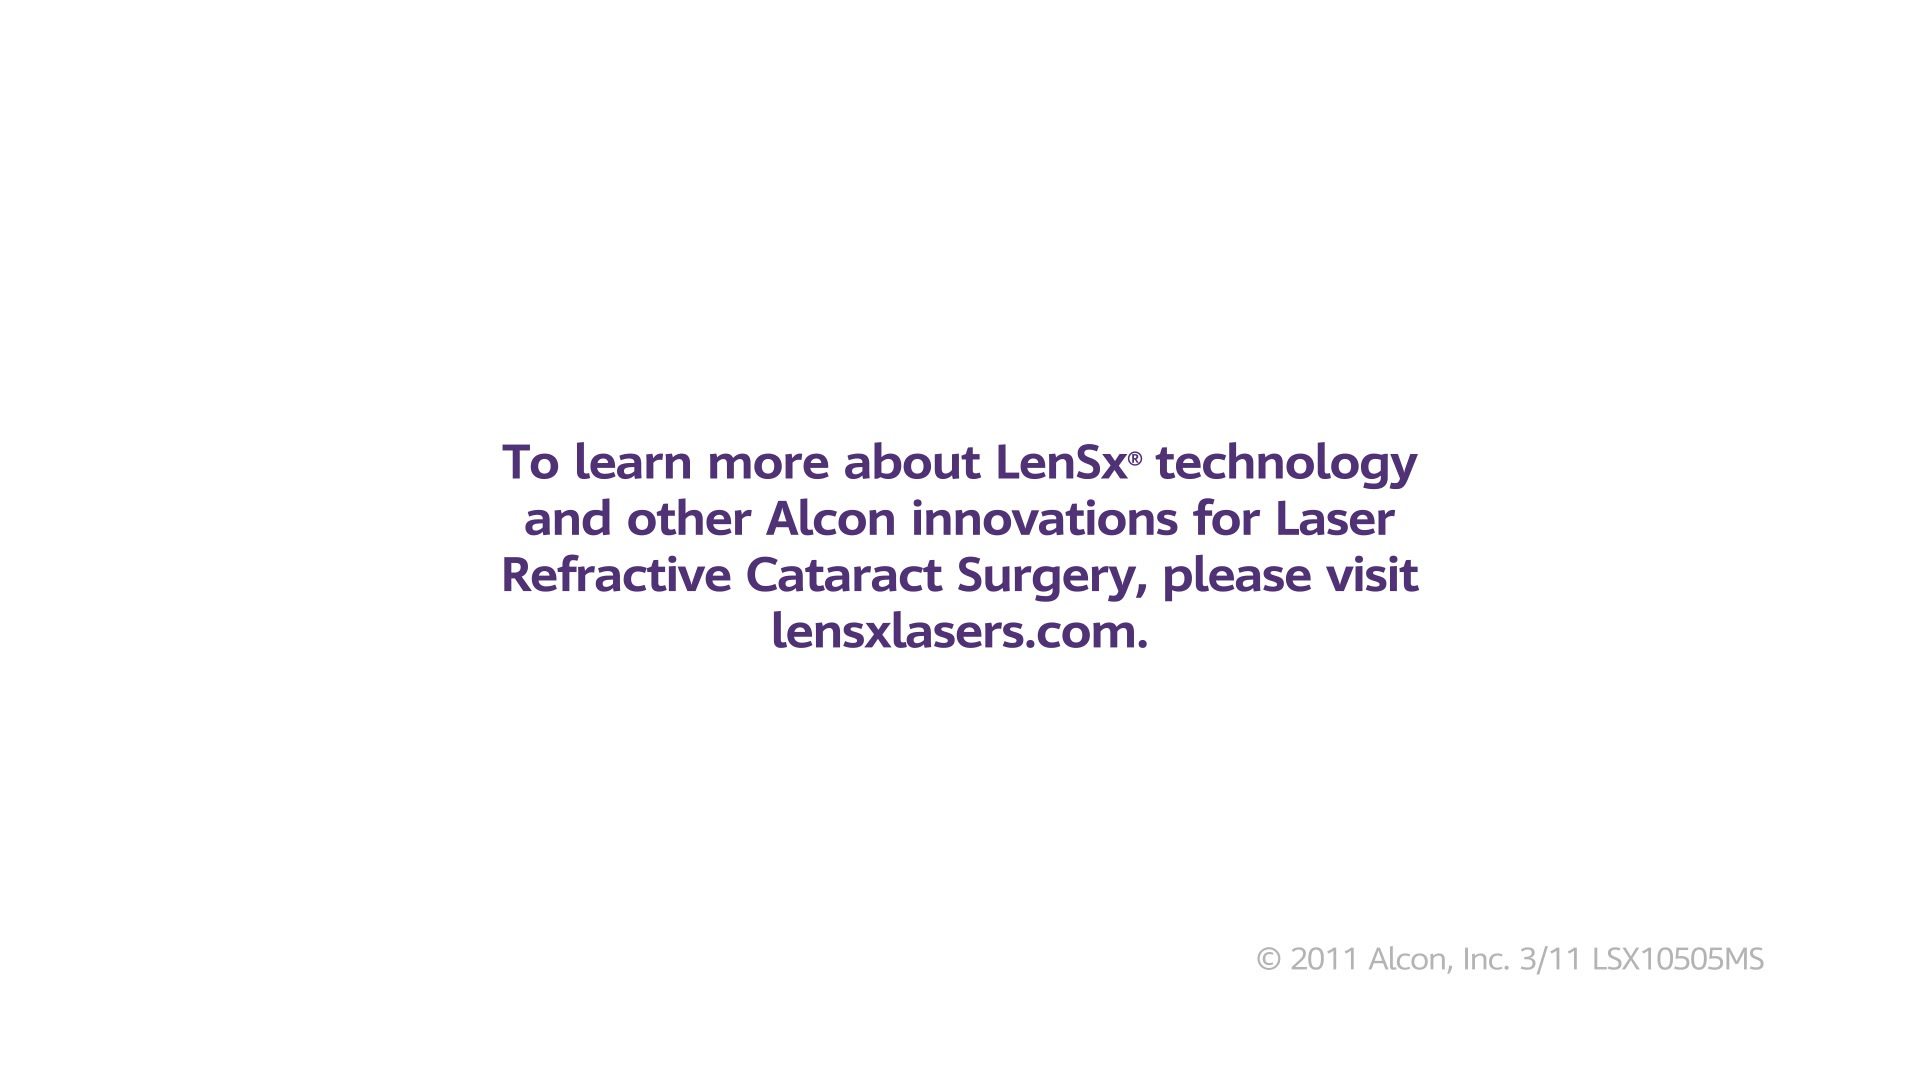 To learn more about LenSx® technology
and other Alcon innovations for Laser
Refractive Cataract Surgery, please visit
lensxlasers.com.
© 2011 Alcon, Inc. 3/11 LSX10505MS